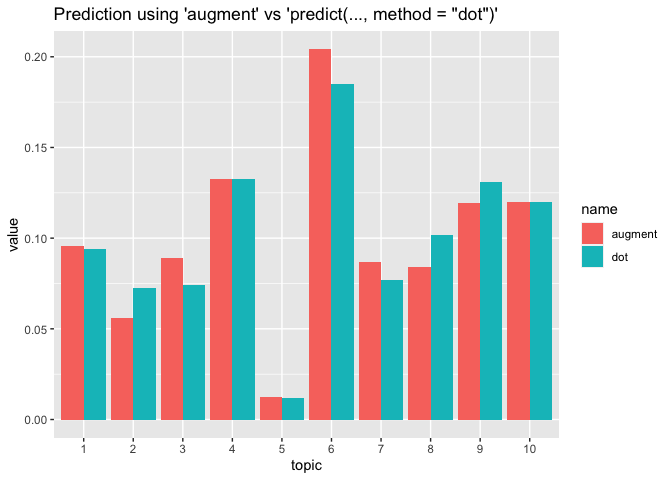 Prediction using 'augment' vs 'predict(..., method = "dot")'
value
0.20
0.15
0.10
0.05
0.00
1 2 3 4 5 6 7 8 9 10
topic
name
augment
dot